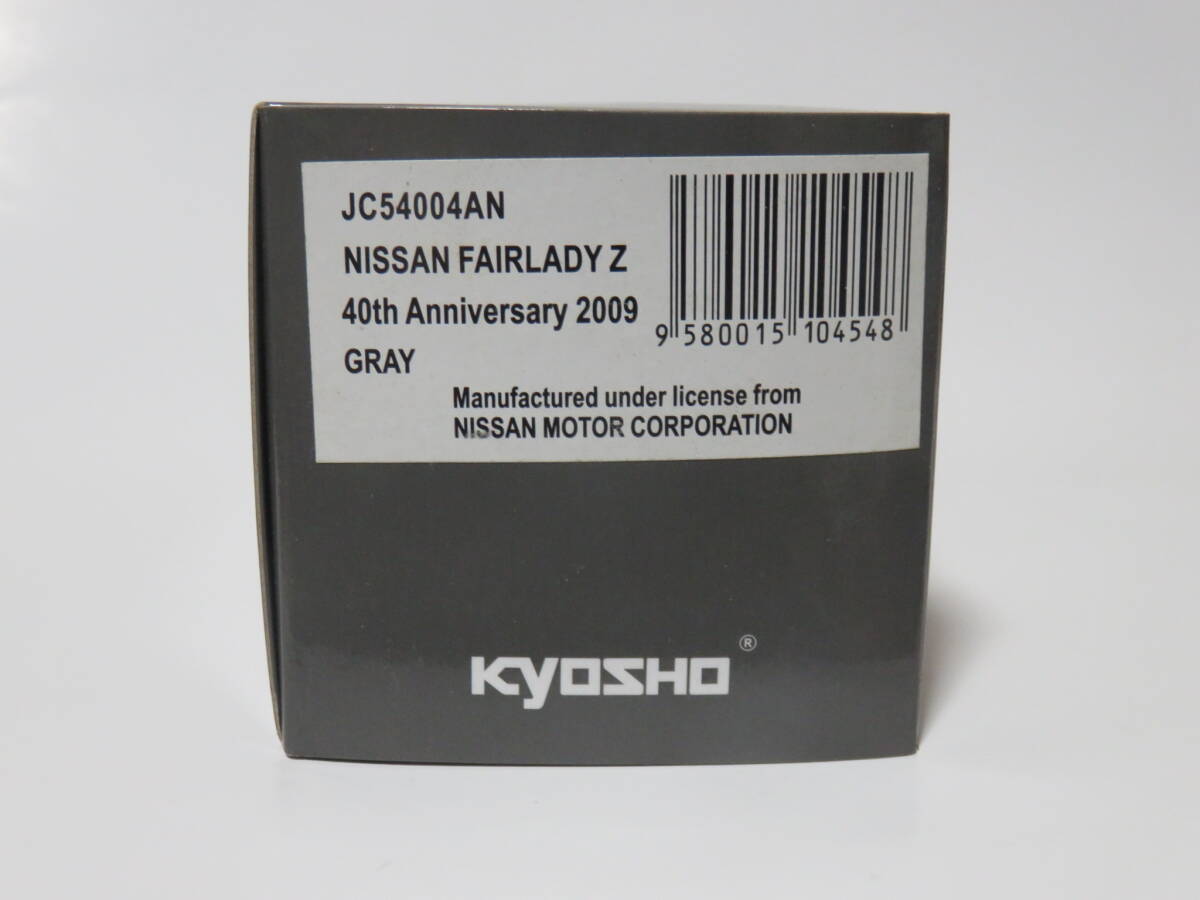 JC54004AN
NISSAN FAIRLADY Z
40th Anniversary 2009
GRAY
9 580015 104548
Manufactured under license from
NISSAN MOTOR CORPORATION
KYOSHO ®